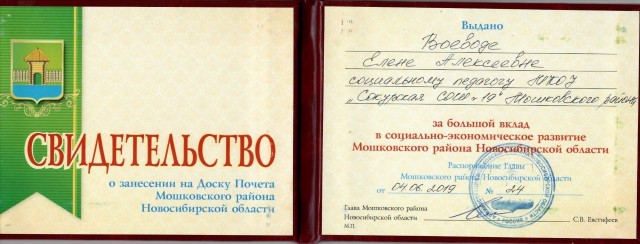 СВИДЕТЕЛЬСТВО
о занесении на Доску Почета
Мошковского района
Новосибирской области
Выдано
Воеводе
Елене Алексеевне
социальному педагогу МКОУ
"Сокурская СОШ №19" Мошковского района
за большой вклад
в социально-экономическое развитие
Мошковского района Новосибирской области
Распоряжение Главы
Мошковского района Новосибирской области
от 04.06.2019 № 24
Глава Мошковского района
Новосибирской области
С.В. Евстифеев
М.П.